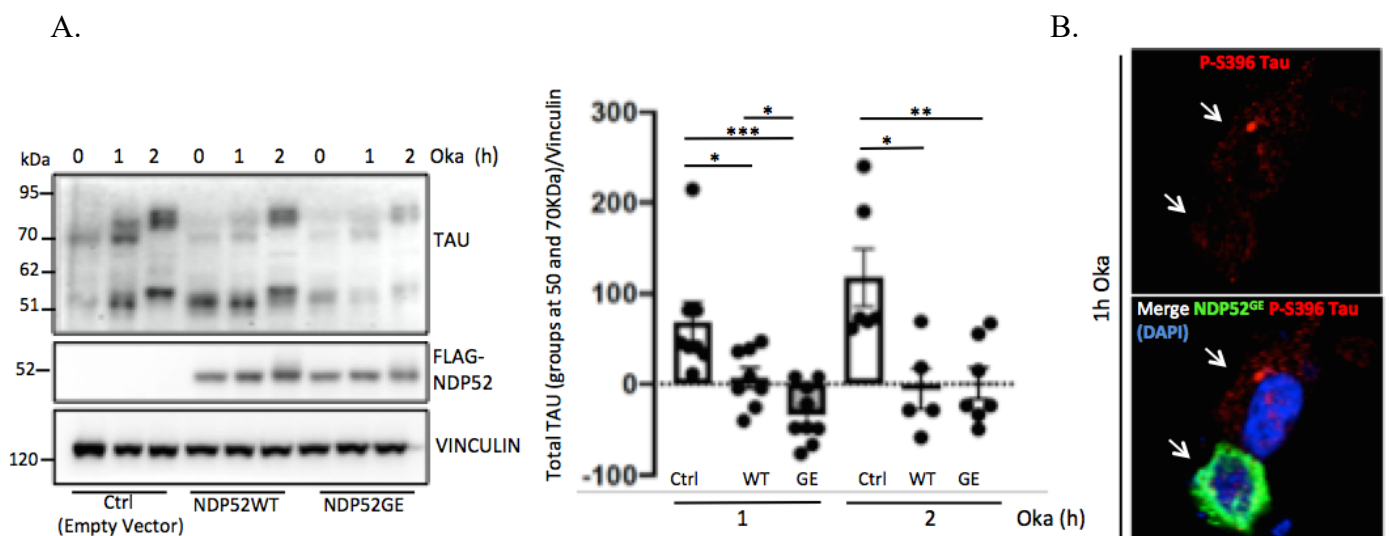 A.
B.
kDa 0 1 2 0 1 2 0 1 2 Oka (h)
95
70
62
51
TAU
52
FLAG-
NDP52
120
VINCULIN
Ctrl
(Empty Vector)
NDP52WT
NDP52GE
Total TAU (groups at 50 and 70KDa)/Vinculin
300
200
100
0
-100
*
***
*
**
*
Ctrl WT GE Ctrl WT GE
1 2 Oka (h)
1h Oka
P-S396 Tau
Merge NDP52GE P-S396 Tau
(DAPI)